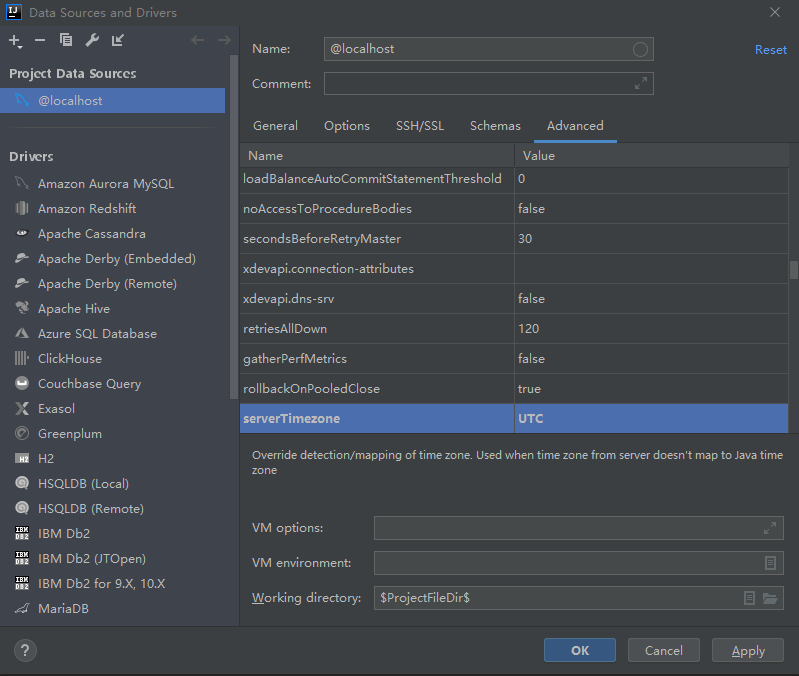 Data Sources and Drivers
Project Data Sources
@localhost
Drivers
Amazon Aurora MySQL
Amazon Redshift
Apache Cassandra
Apache Derby (Embedded)
Apache Derby (Remote)
Apache Hive
Azure SQL Database
ClickHouse
Couchbase Query
Exasol
Greenplum
H2
HSQLDB (Local)
HSQLDB (Remote)
IBM Db2
IBM Db2 (JTOpen)
IBM Db2 for 9.X, 10.X
MariaDB
Name: @localhost
Reset
Comment:
General Options SSH/SSL Schemas Advanced
Name Value
loadBalanceAutoCommitStatementThreshold 0
noAccessToProcedureBodies false
secondsBeforeRetryMaster 30
xdevapi.connection-attributes
xdevapi.dns-srv false
retriesAllDown 120
gatherPerfMetrics false
rollbackOnPooledClose true
serverTimezone UTC
Override detection/mapping of time zone. Used when time zone from server doesn't map to Java time
zone
VM options:
VM environment:
Working directory: $ProjectFileDir$
? OK Cancel Apply